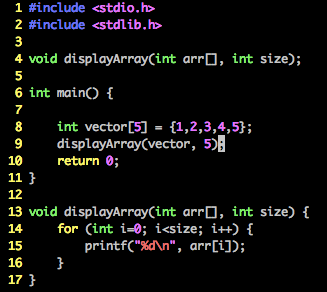 1 #include <stdio.h>
2 #include <stdlib.h>
3
4 void displayArray(int arr[], int size);
5
6 int main() {
7
8     int vector[5] = {1,2,3,4,5};
9     displayArray(vector, 5);
10     return 0;
11 }
12
13 void displayArray(int arr[], int size) {
14     for (int i=0; i<size; i++) {
15         printf("%d\n", arr[i]);
16     }
17 }